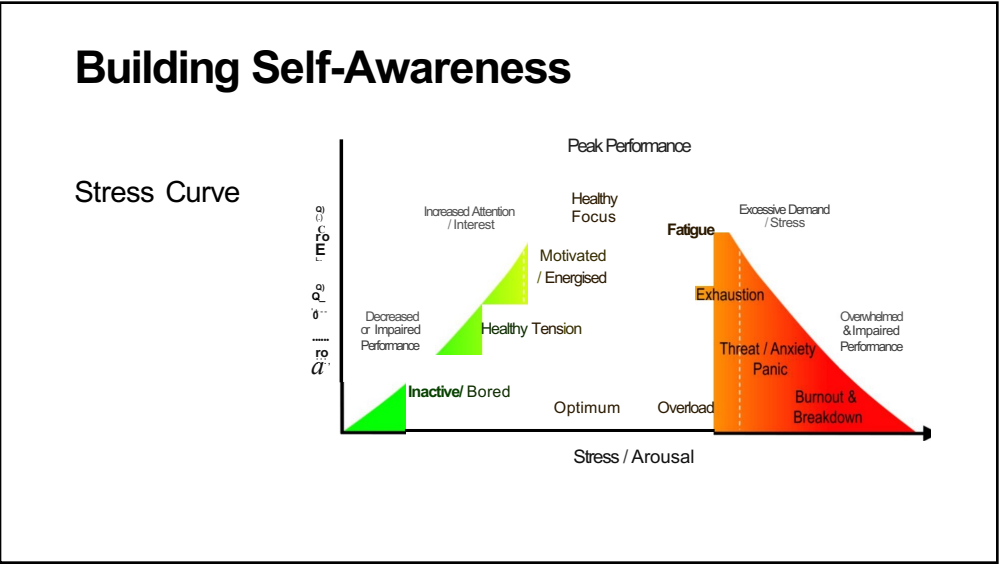 Building Self-Awareness
Stress Curve
Peak Performance
Healthy
Focus
Increased Attention
/ Interest
Excessive Demand
/ Stress
Fatigue
Motivated
/ Energised
Exhaustion
Decreased
or Impaired
Performance
Healthy Tension
Overwhelmed
& Impaired
Performance
Threat / Anxiety
Panic
Inactive/ Bored
Optimum
Overload
Burnout &
Breakdown
Stress / Arousal